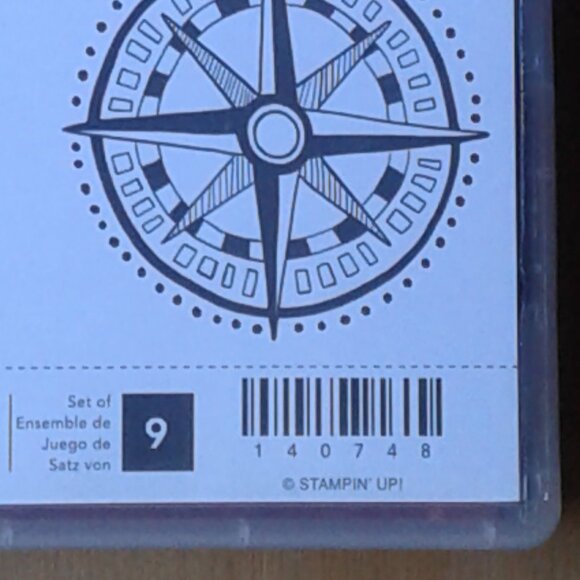 Set of
Ensemble de
Juego de
Satz von
9
140748
© STAMPIN' UP!